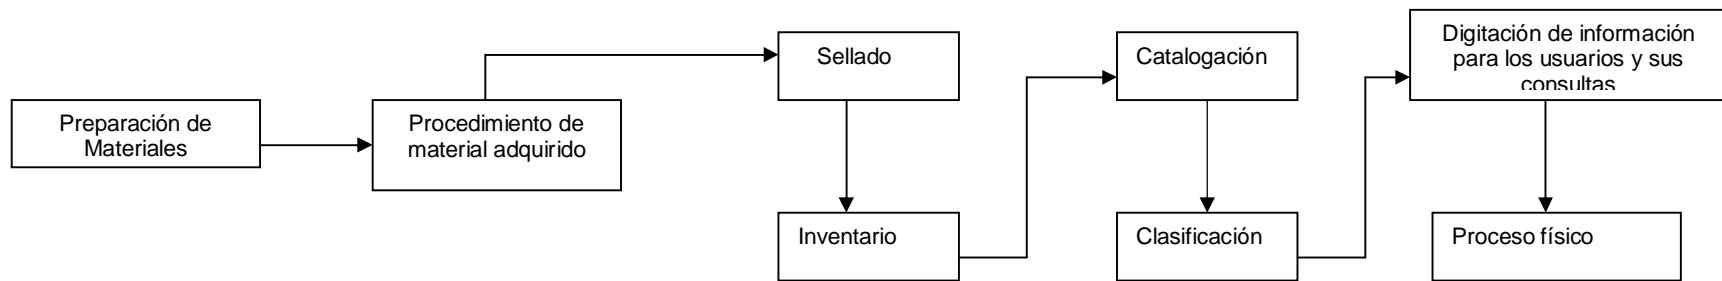 Preparación de
Materiales
Procedimiento de
material adquirido
Sellado
Inventario
Catalogación
Clasificación
Digitación de información
para los usuarios y sus
consultas
Proceso físico